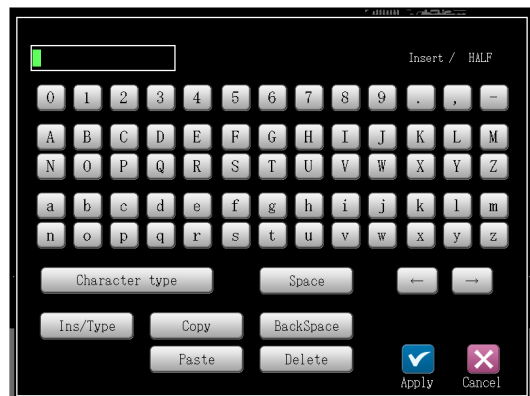 Insert / HALF
0 1 2 3 4 5 6 7 8 9 . , -
A B C D E F G H I J K L M
N O P Q R S T U V W X Y Z
a b c d e f g h i j k l m
n o p q r s t u v w x y z
Character type Space ← →
Ins/Type Copy BackSpace
Paste Delete
Apply Cancel